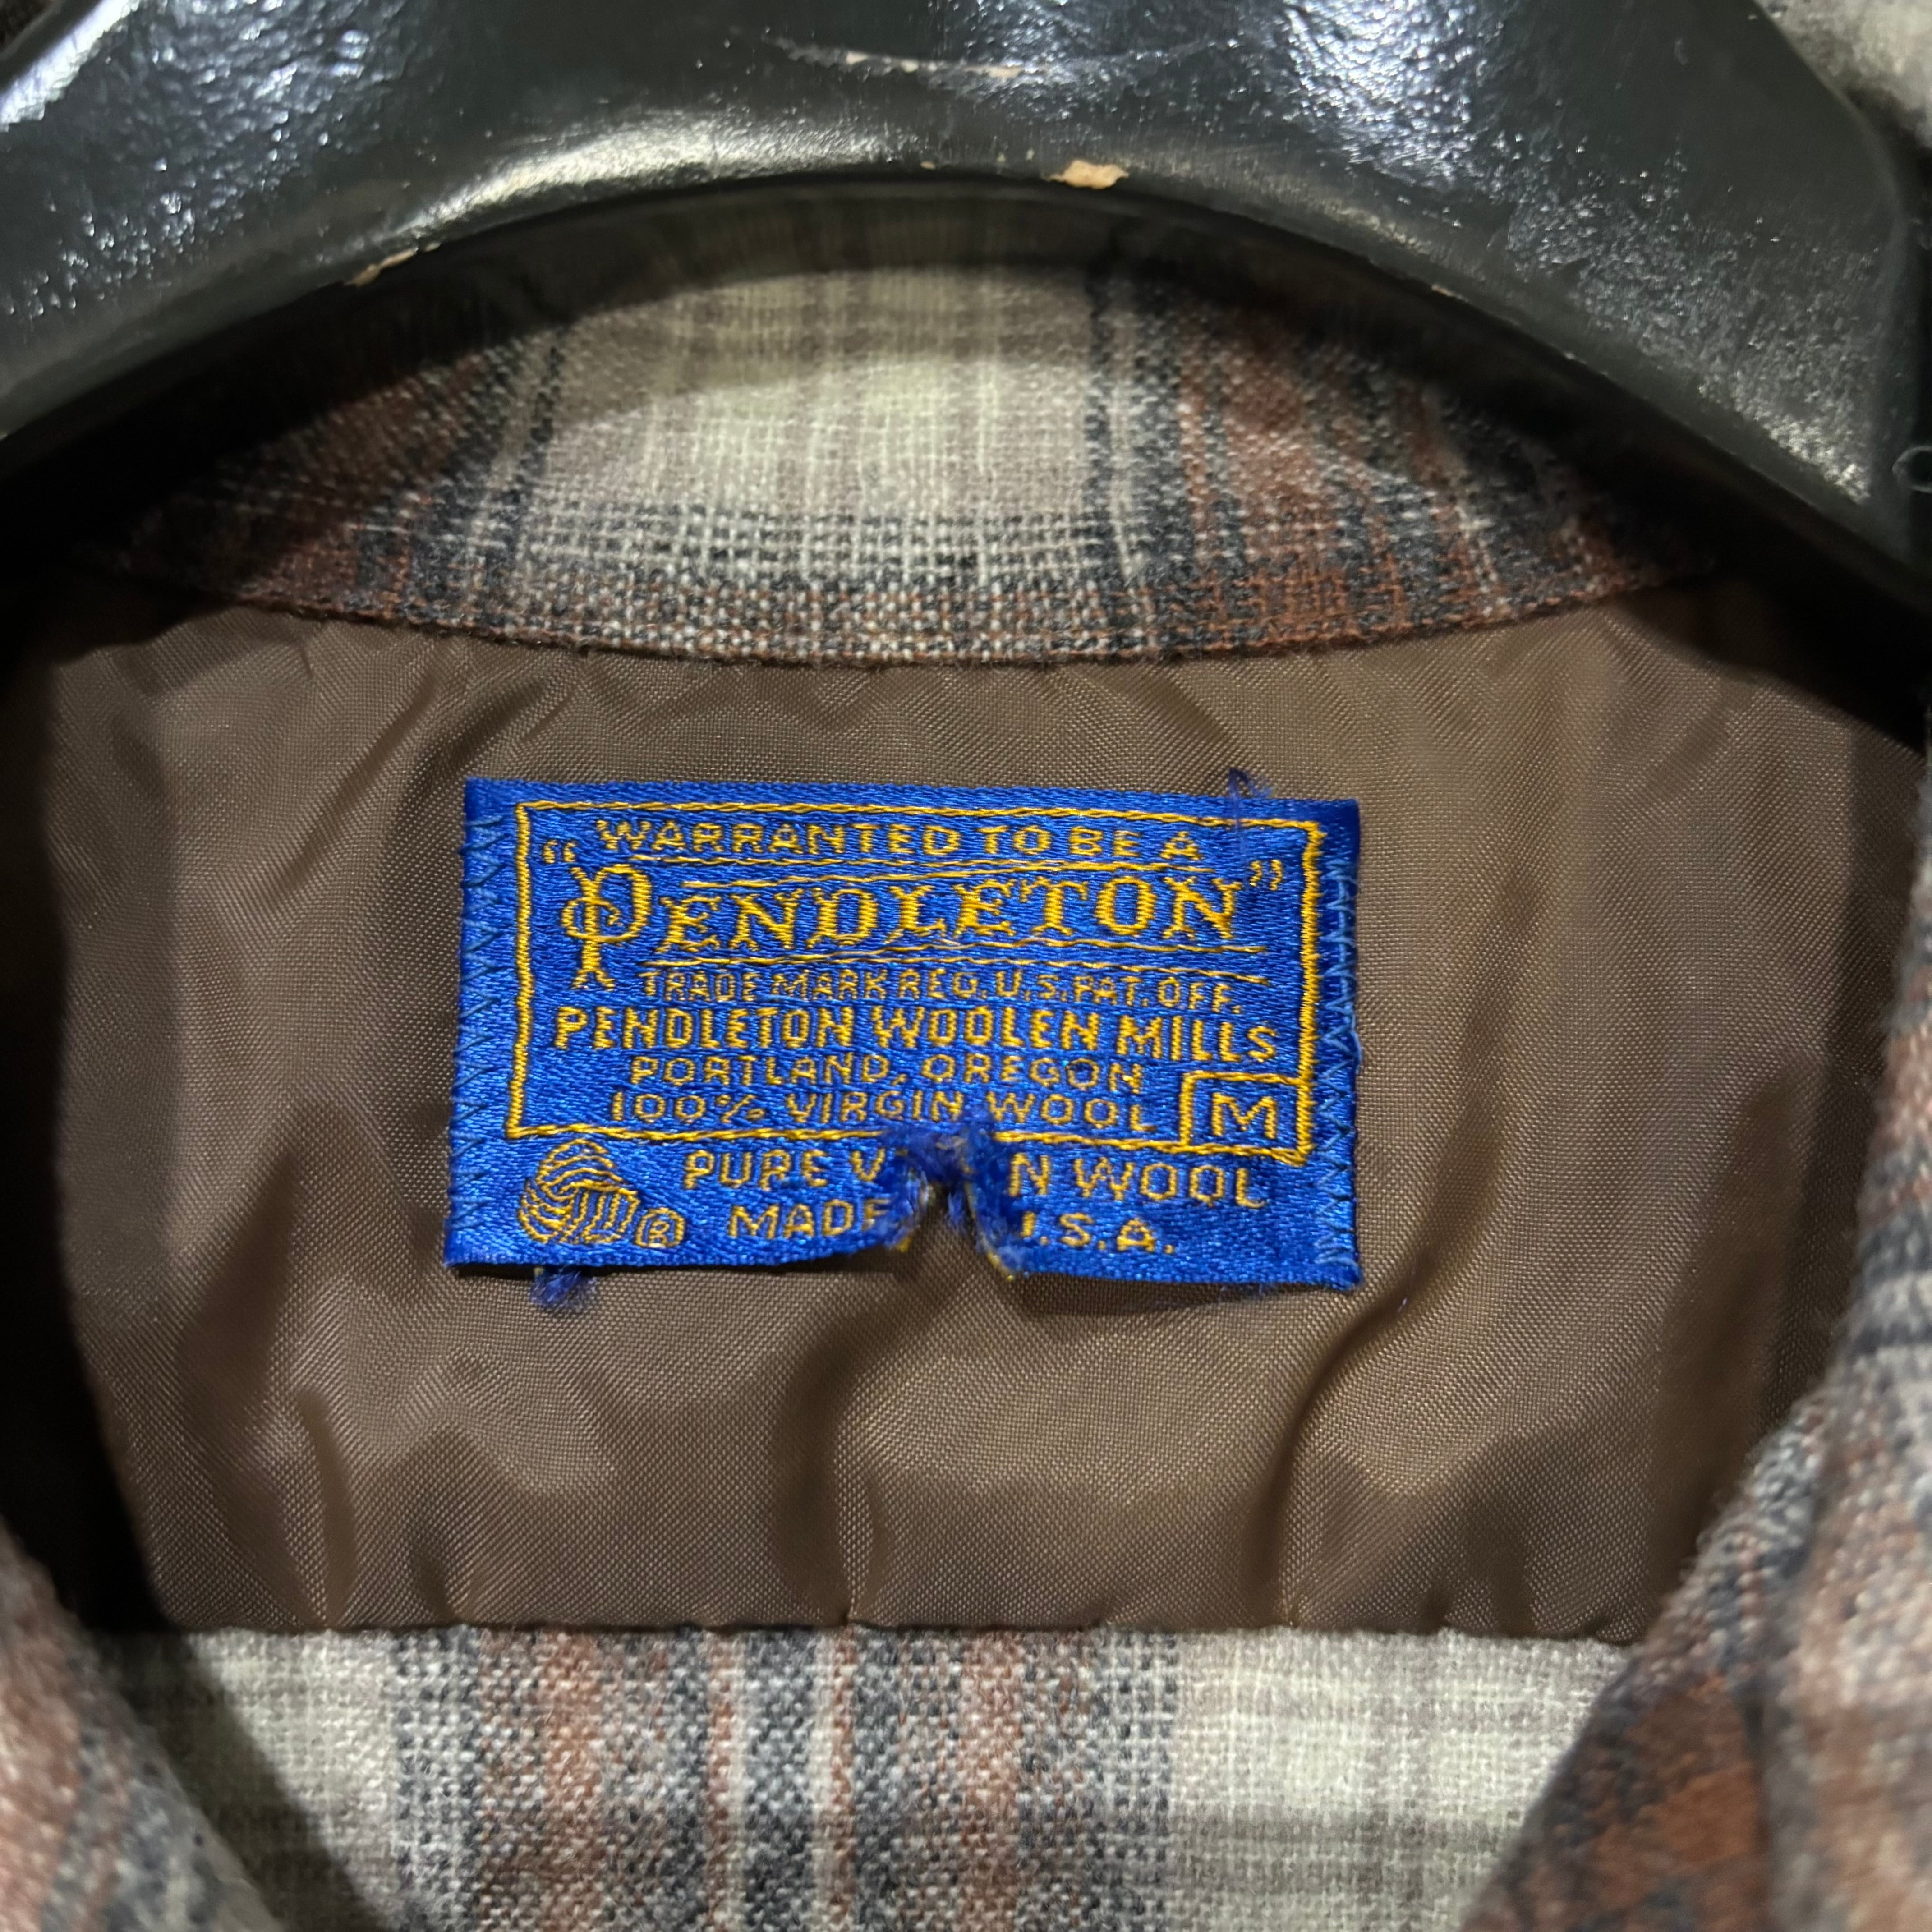 "WARRANTED TO BE A
PENDLETON"
TRADE MARK REG. U.S. PAT. OFF.
PENDLETON WOOLEN MILLS
PORTLAND, OREGON
100% VIRGIN WOOL M
PURE V N WOOL
® MADE .S.A.